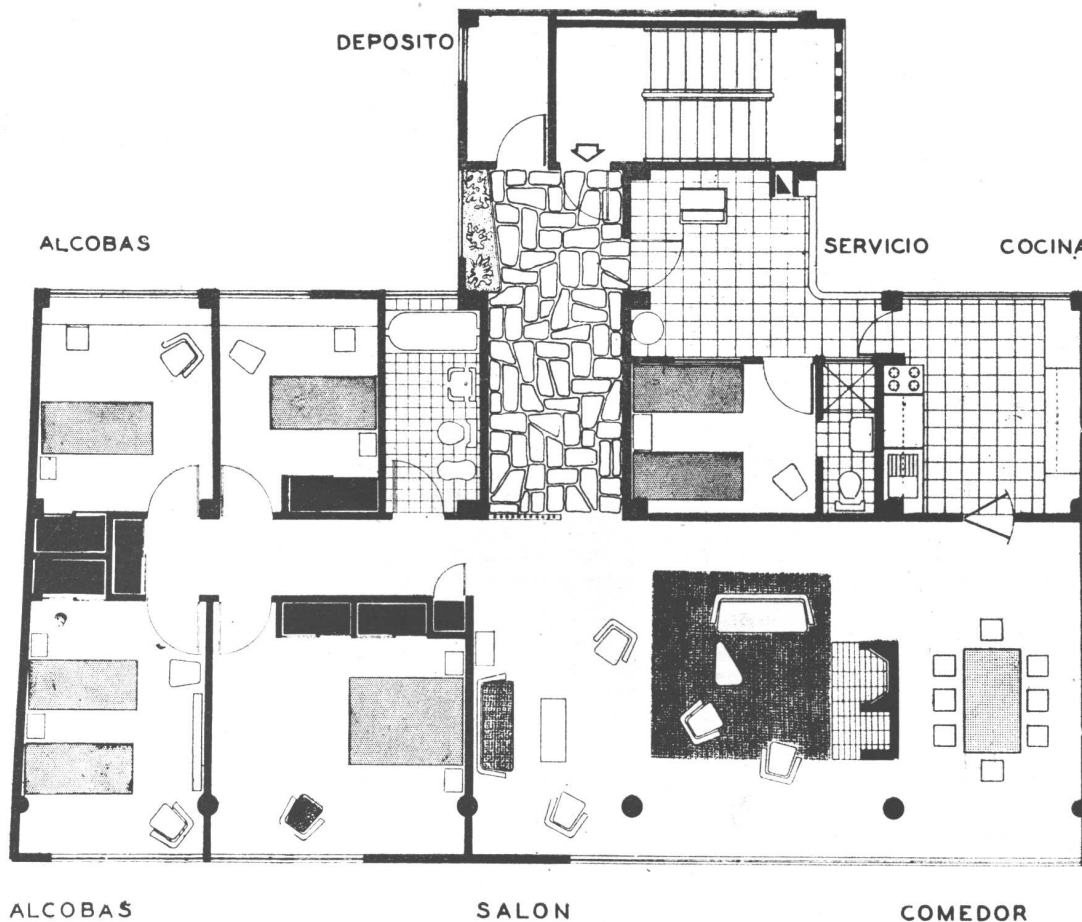 DEPOSITO
ALCOBAS
SERVICIO
COCINA
ALCOBAS
SALON
COMEDOR